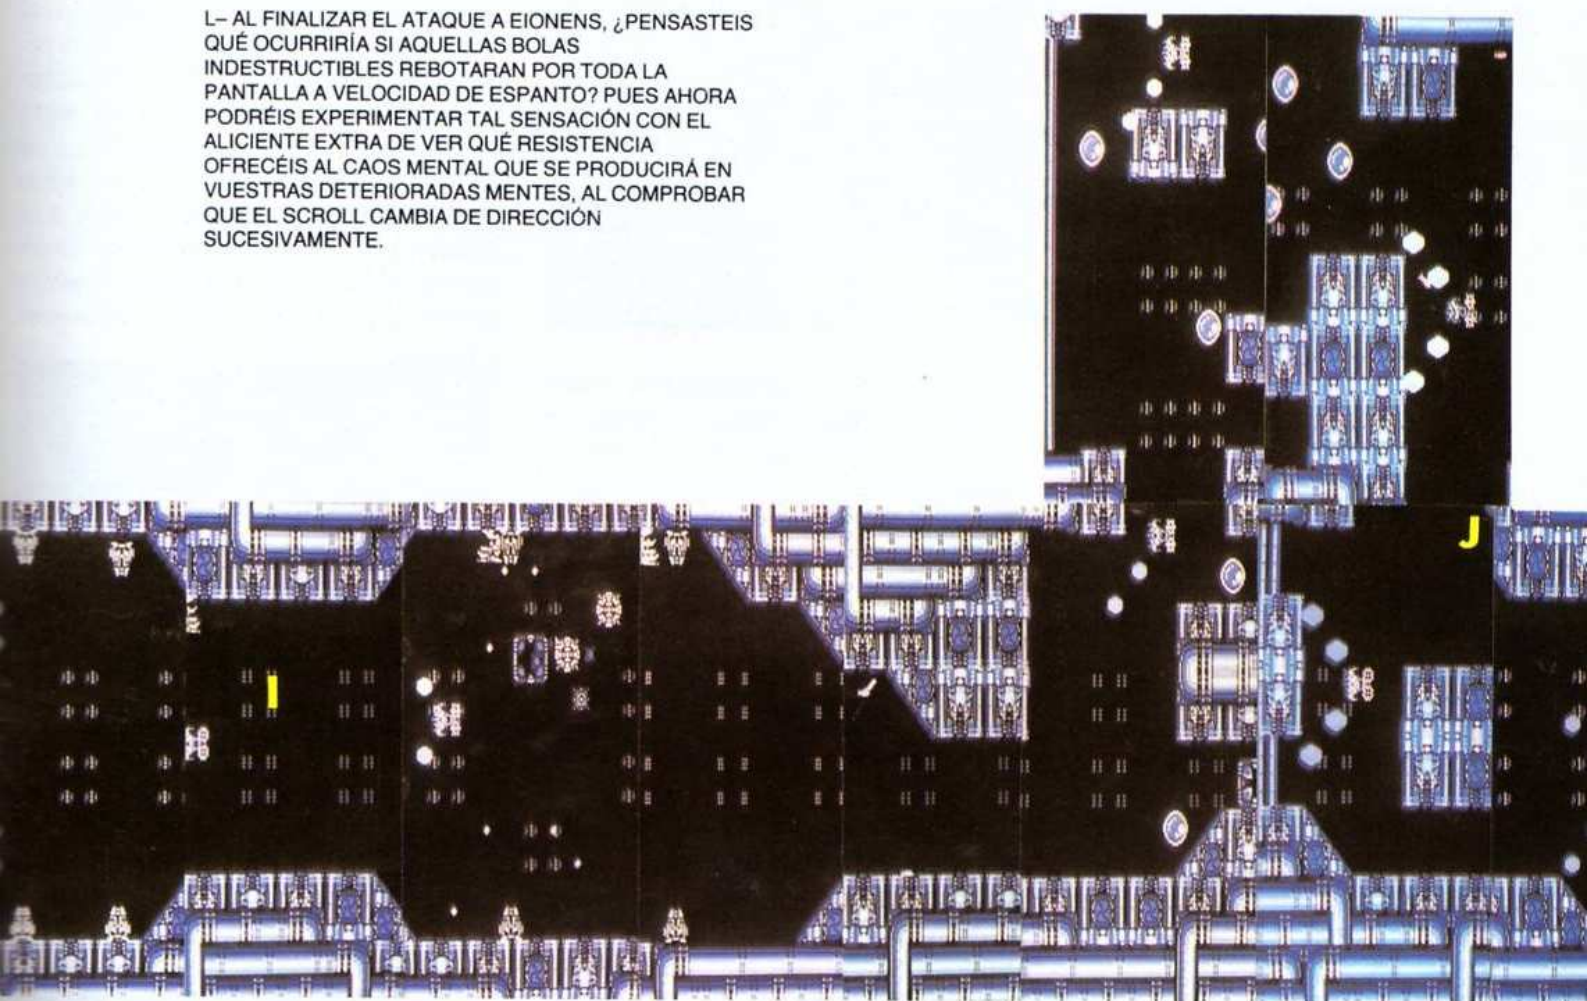 L– AL FINALIZAR EL ATAQUE A EIONENS, ¿PENSASTEIS
QUÉ OCURRIRÍA SI AQUELLAS BOLAS
INDESTRUCTIBLES REBOTARAN POR TODA LA
PANTALLA A VELOCIDAD DE ESPANTO? PUES AHORA
PODRÉIS EXPERIMENTAR TAL SENSACIÓN CON EL
ALICIENTE EXTRA DE VER QUÉ RESISTENCIA
OFRECÉIS AL CAOS MENTAL QUE SE PRODUCIRÁ EN
VUESTRAS DETERIORADAS MENTES, AL COMPROBAR
QUE EL SCROLL CAMBIA DE DIRECCIÓN
SUCESIVAMENTE.
J
I